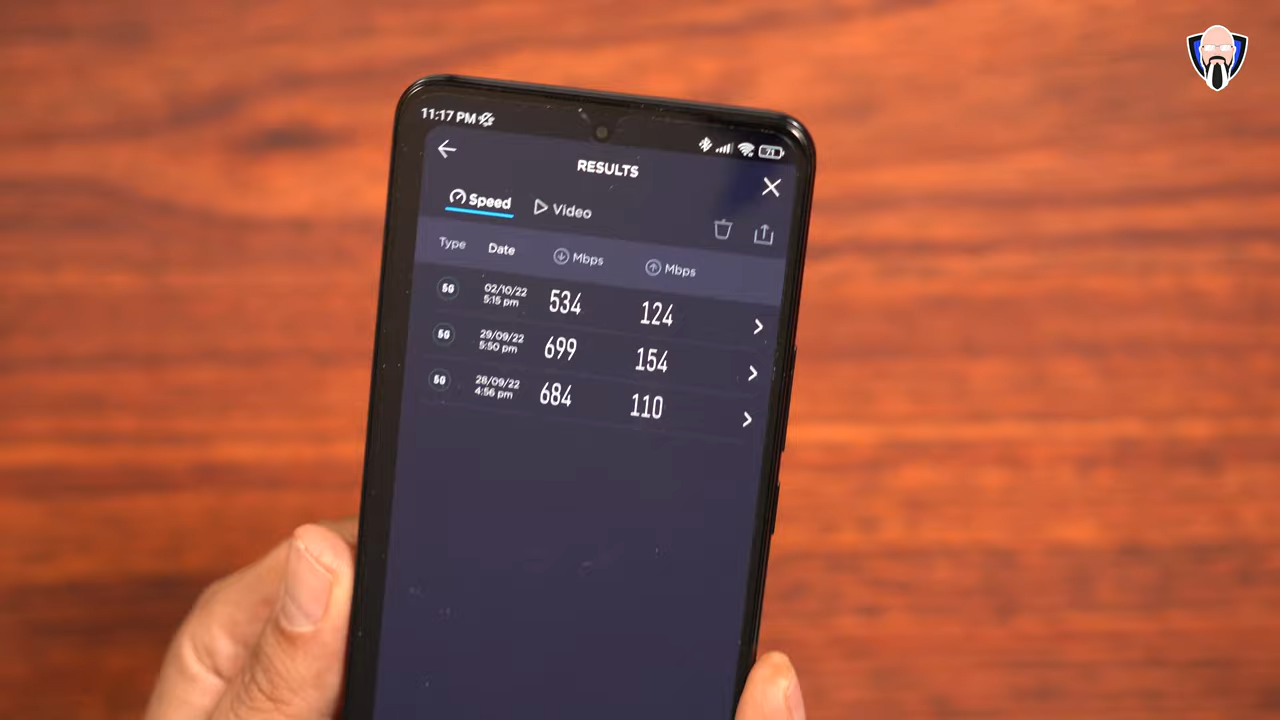 11:17 PM
71
RESULTS
Speed Video
Type Date Mbps Mbps
5G 02/10/22 5:15 pm 534 124
5G 29/09/22 5:50 pm 699 154
5G 28/09/22 4:56 pm 684 110